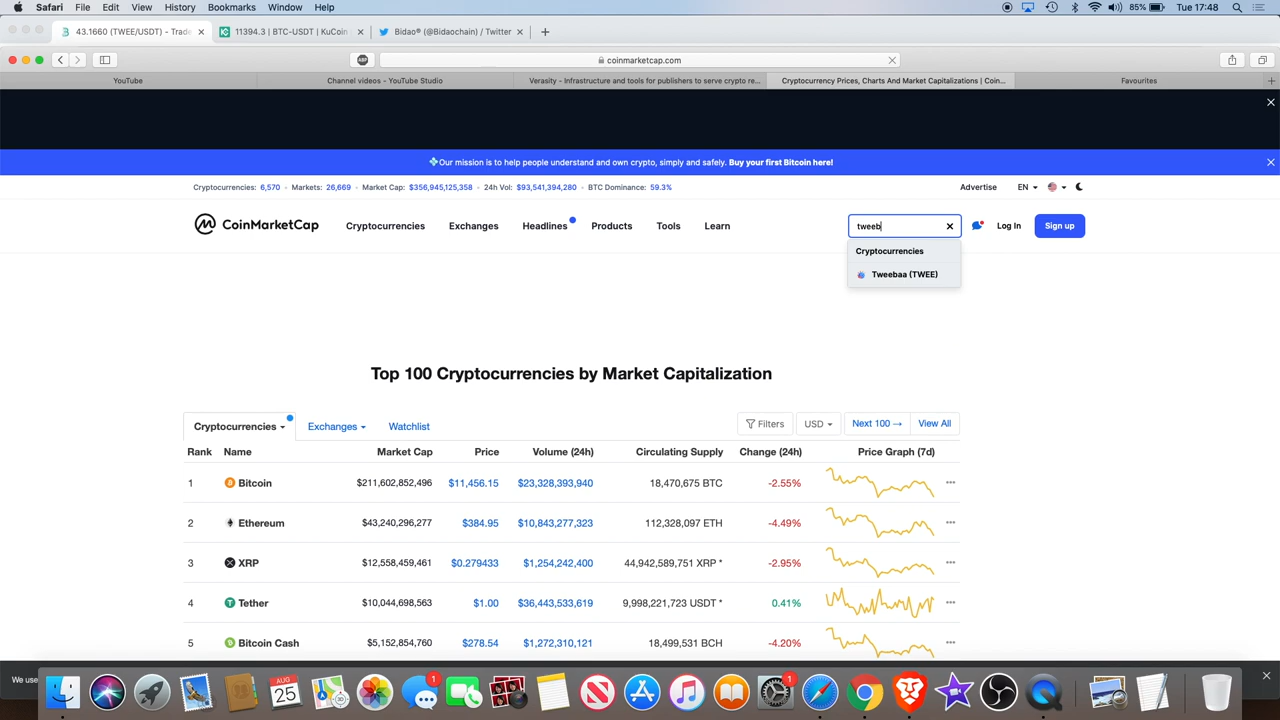 Safari File Edit View History Bookmarks Window Help 85% Tue 17:48
43.1660 (TWEE/USDT) - Trade 11394.3 | BTC-USDT | KuCoin Bidao® (@Bidaochain) / Twitter
ABP coinmarketcap.com
YouTube Channel videos - YouTube Studio Verasity - Infrastructure and tools for publishers to serve crypto re... Cryptocurrency Prices, Charts And Market Capitalizations | Coin... Favourites
Our mission is to help people understand and own crypto, simply and safely. Buy your first Bitcoin here!
Cryptocurrencies: 6,570 • Markets: 26,669 • Market Cap: $356,945,125,358 • 24h Vol: $93,541,394,280 • BTC Dominance: 59.3% Advertise EN
CoinMarketCap Cryptocurrencies Exchanges Headlines Products Tools Learn tweeb Log In Sign up
Cryptocurrencies
Tweebaa (TWEE)
Top 100 Cryptocurrencies by Market Capitalization
Cryptocurrencies Exchanges Watchlist Filters USD Next 100 → View All
Rank Name Market Cap Price Volume (24h) Circulating Supply Change (24h) Price Graph (7d)
1 Bitcoin $211,602,852,496 $11,456.15 $23,328,393,940 18,470,675 BTC -2.55%
2 Ethereum $43,240,296,277 $384.95 $10,843,277,323 112,328,097 ETH -4.49%
3 XRP $12,558,459,461 $0.279433 $1,254,242,400 44,942,589,751 XRP * -2.95%
4 Tether $10,044,698,563 $1.00 $36,443,533,619 9,998,221,723 USDT * 0.41%
5 Bitcoin Cash $5,152,854,760 $278.54 $1,272,310,121 18,499,531 BCH -4.20%
We use
AUG
25
3D
1
1